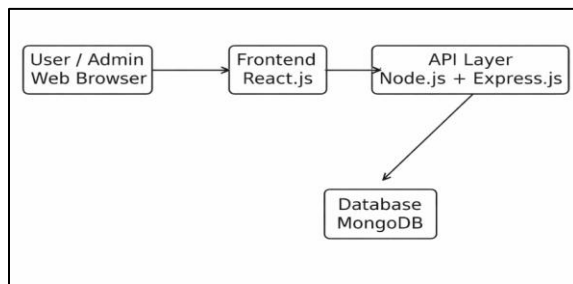 User / Admin
Web Browser
Frontend
React.js
API Layer
Node.js + Express.js
Database
MongoDB